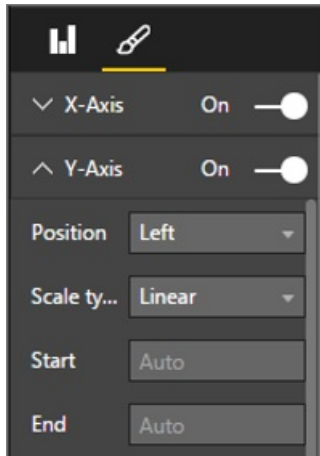 X-Axis On
Y-Axis On
Position Left
Scale ty... Linear
Start Auto
End Auto